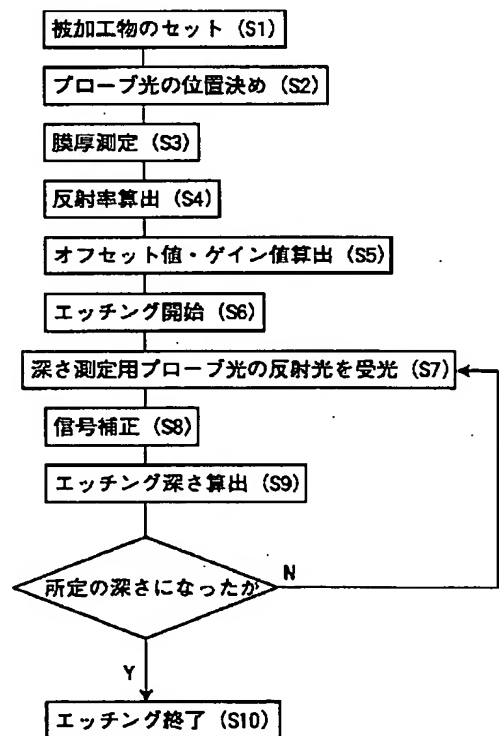 被加工物のセット (S1)
プローブ光の位置決め (S2)
膜厚測定 (S3)
反射率算出 (S4)
オフセット値・ゲイン値算出 (S5)
エッチング開始 (S6)
深さ測定用プローブ光の反射光を受光 (S7)
信号補正 (S8)
エッチング深さ算出 (S9)
所定の深さになったか
N
Y
エッチング終了 (S10)